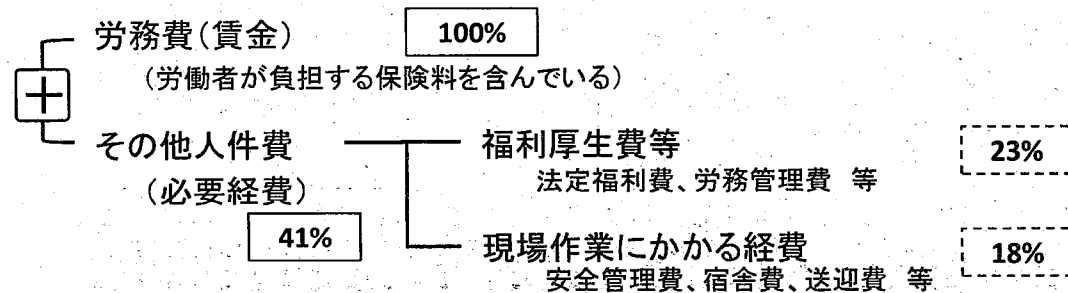 労務費(賃金) 100%
(労働者が負担する保険料を含んでいる)
+
その他人件費 福利厚生費等 23%
法定福利費、労務管理費 等
(必要経費)
41%
現場作業にかかる経費 18%
安全管理費、宿舎費、送迎費 等